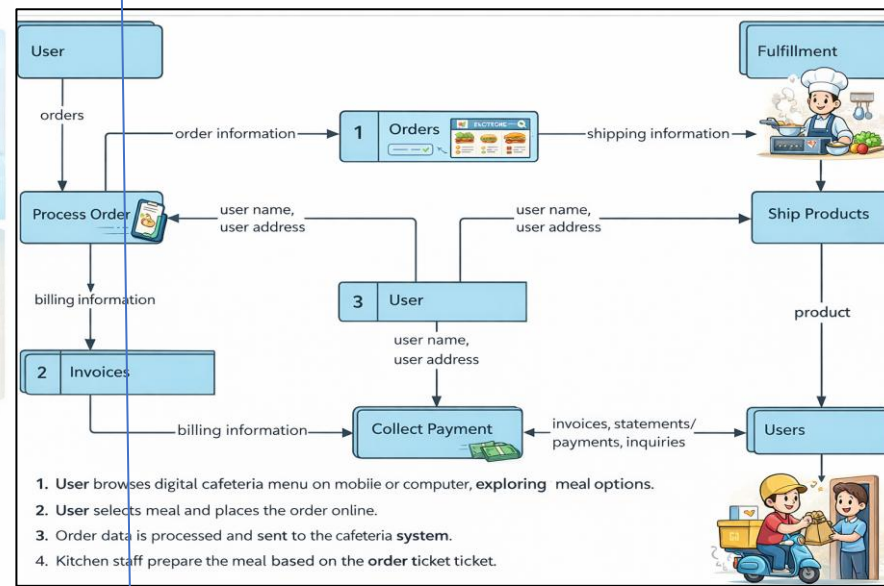 User
Fulfillment
orders
order information
1 Orders
shipping information
Process Order
user name,
user address
user name,
user address
Ship Products
billing information
3 User
product
user name,
user address
2 Invoices
billing information
Collect Payment
invoices, statements/
payments, inquiries
Users
1. User browses digital cafeteria menu on mobiile or computer, exploring meal options.
2. User selects meal and places the order online.
3. Order data is processed and sent to the cafeteria system.
4. Kitchen staff prepare the meal based on the order ticket ticket.